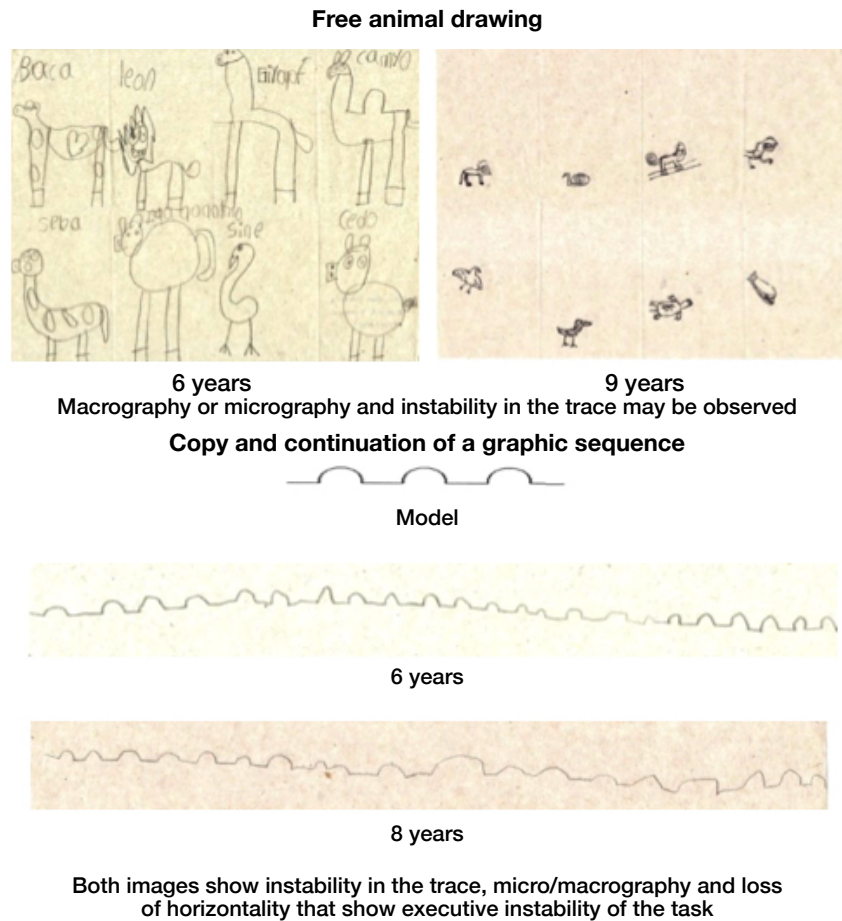 Free animal drawing
Baca leon Girapf camyo
seba
sine
cedo
6 years 9 years
Macrography or micrography and instability in the trace may be observed
Copy and continuation of a graphic sequence
Model
6 years
8 years
Both images show instability in the trace, micro/macrography and loss
of horizontality that show executive instability of the task